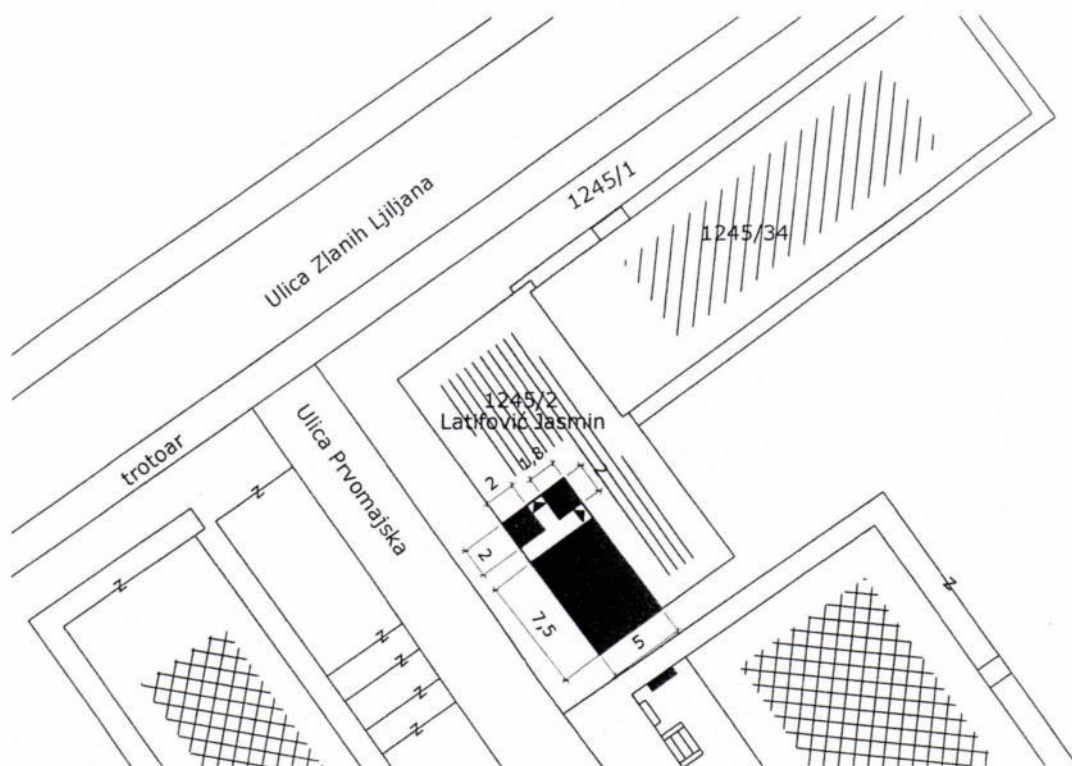 1245/1
Ulica Zlanih Ljiljana
1245/34
1245/2
Latifović Jasmin
trotoar
Ulica Prvomajska
1,8
2
2
2
7,5
5
z
z
z
z
z
z
z